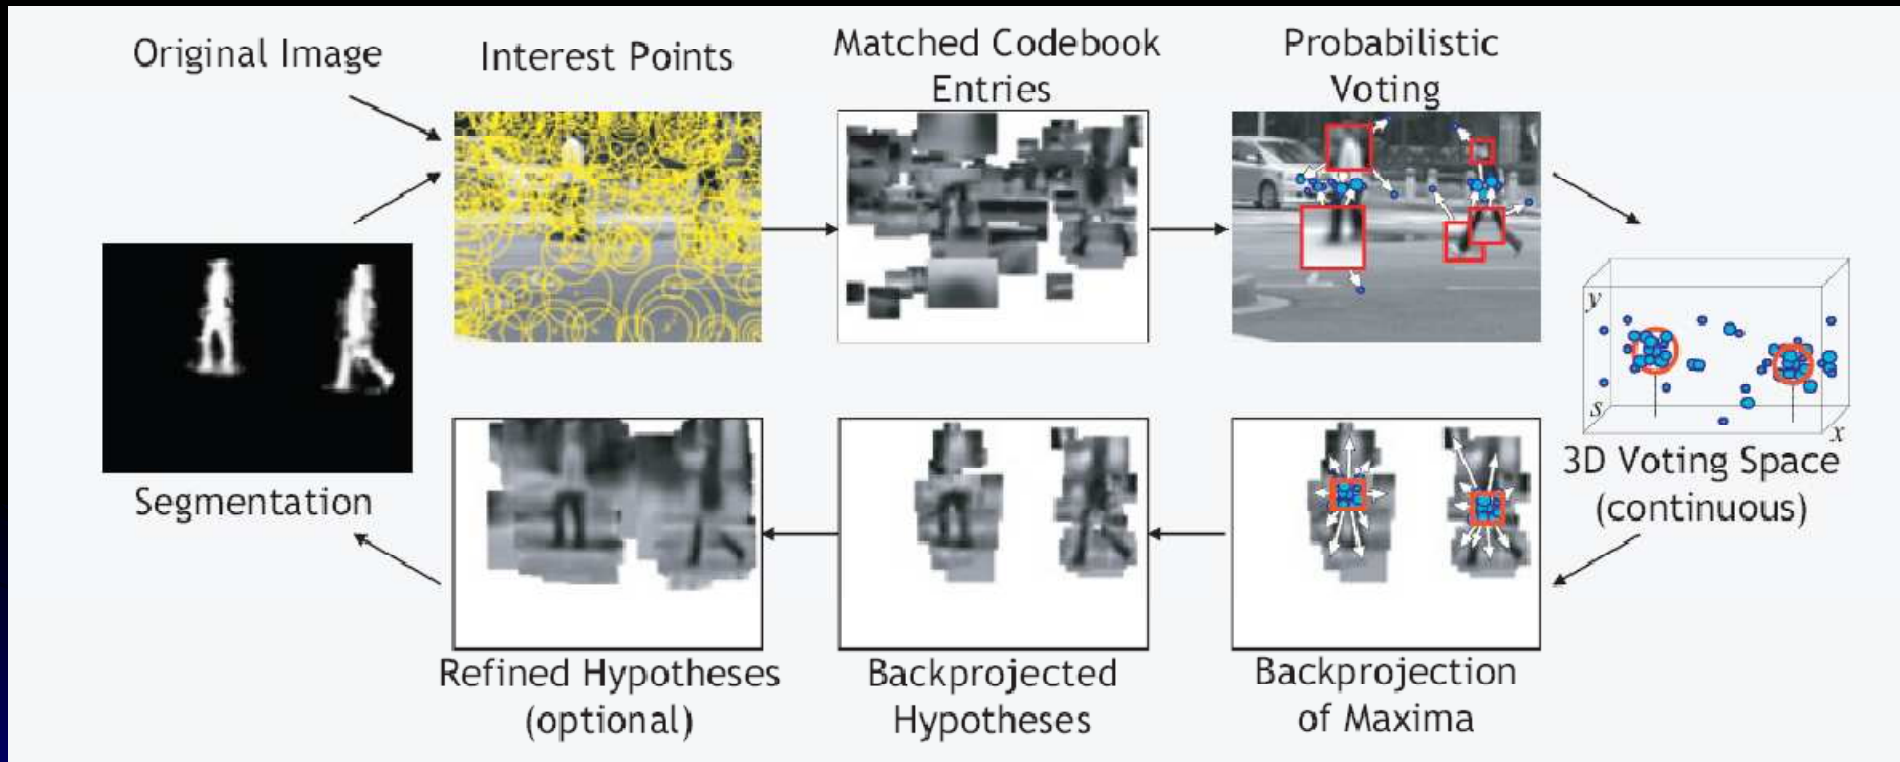 Original Image
Interest Points
Matched Codebook
Entries
Probabilistic
Voting
y
s
x
3D Voting Space
(continuous)
Segmentation
Refined Hypotheses
(optional)
Backprojected
Hypotheses
Backprojection
of Maxima